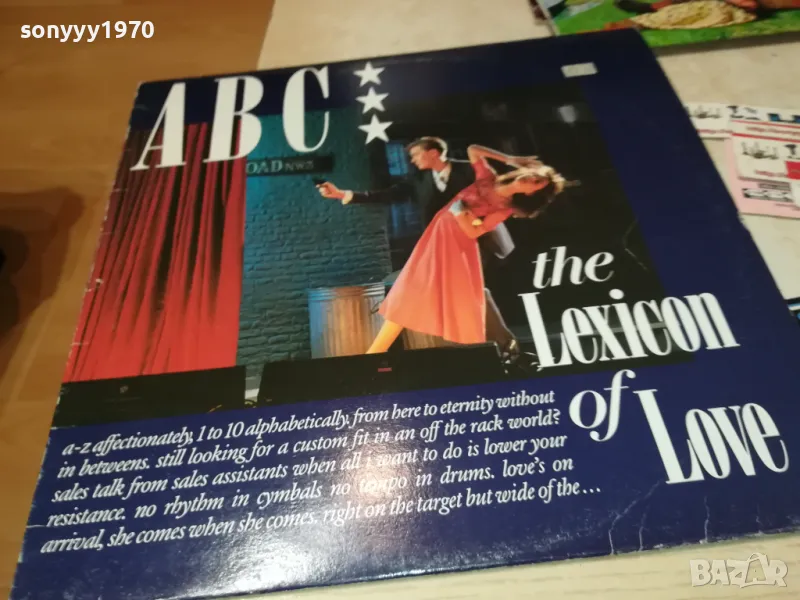 sonyyy1970
ABC
OAD NW8
the
Lexicon
of
Love
a-z affectionately, 1 to 10 alphabetically, from here to eternity without
in betweens. still looking for a custom fit in an off the rack world?
sales talk from sales assistants when all i want to do is lower your
resistance. no rhythm in cymbals no tempo in drums. love's on
arrival, she comes when she comes. right on the target but wide of the...
BAZAR